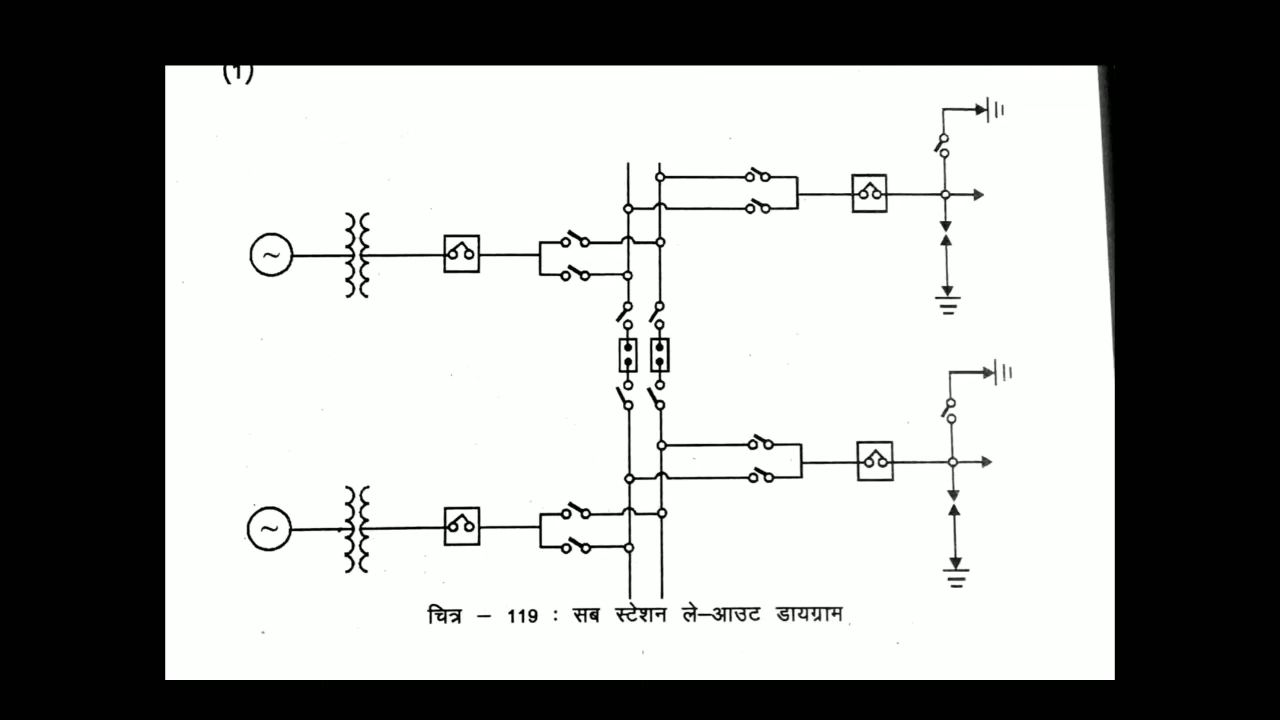 (1)
~
~
चित्र – 119 : सब स्टेशन ले–आउट डायग्राम